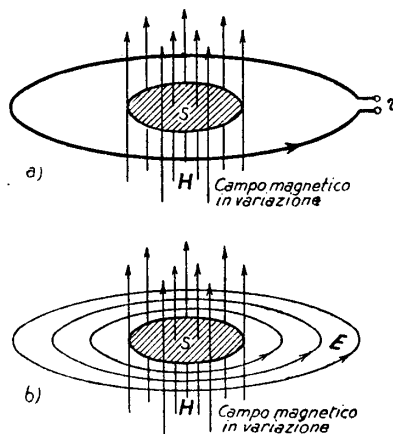 S
v
a)
H
Campo magnetico
in variazione
S
E
b)
H
Campo magnetico
in variazione